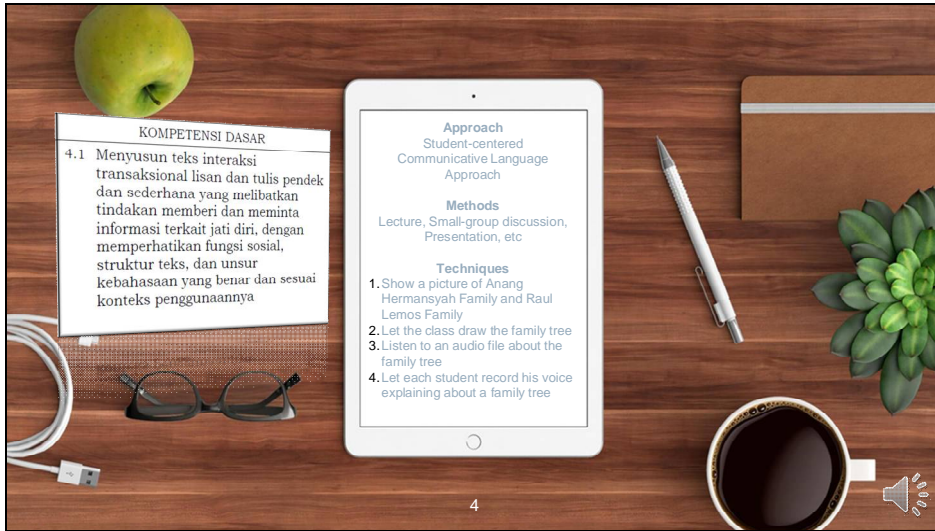 KOMPETENSI DASAR
4.1 Menyusun teks interaksi
transaksional lisan dan tulis pendek
dan sederhana yang melibatkan
tindakan memberi dan meminta
informasi terkait jati diri, dengan
memperhatikan fungsi sosial,
struktur teks, dan unsur
kebahasaan yang benar dan sesuai
konteks penggunaannya
Approach
Student-centered
Communicative Language
Approach
Methods
Lecture, Small-group discussion,
Presentation, etc
Techniques
1. Show a picture of Anang
Hermansyah Family and Raul
Lemos Family
2. Let the class draw the family tree
3. Listen to an audio file about the
family tree
4. Let each student record his voice
explaining about a family tree
4